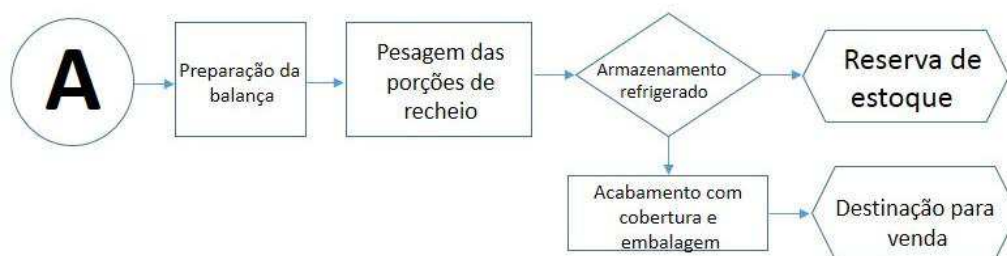 A
Preparação da
balança
Pesagem das
porções de
recheio
Armazenamento
refrigerado
Reserva de
estoque
Acabamento com
cobertura e
embalagem
Destinação para
venda